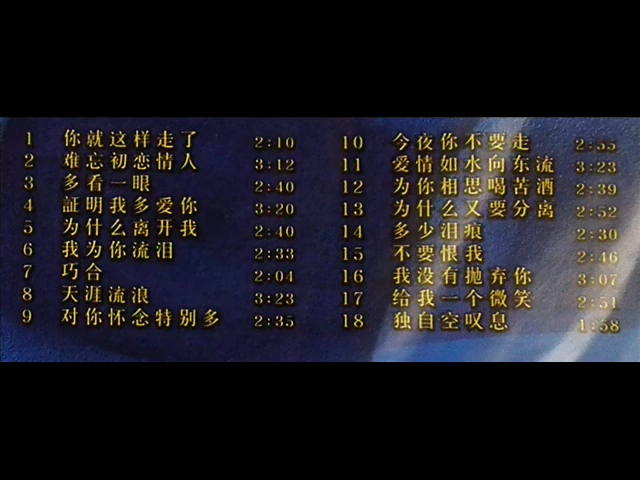 1 你就这样走了 2:10
2 难忘初恋情人 3:12
3 多看一眼 2:40
4 証明我多爱你 3:20
5 为什么离开我 2:40
6 我为你流泪 2:33
7 巧合 2:04
8 天涯流浪 3:23
9 对你怀念特别多 2:35
10 今夜你不要走 2:55
11 爱情如水向东流 3:23
12 为你相思喝苦酒 2:39
13 为什么又要分离 2:52
14 多少泪痕 2:30
15 不要恨我 2:46
16 我没有抛弃你 3:07
17 给我一个微笑 2:51
18 独自空叹息 1:58